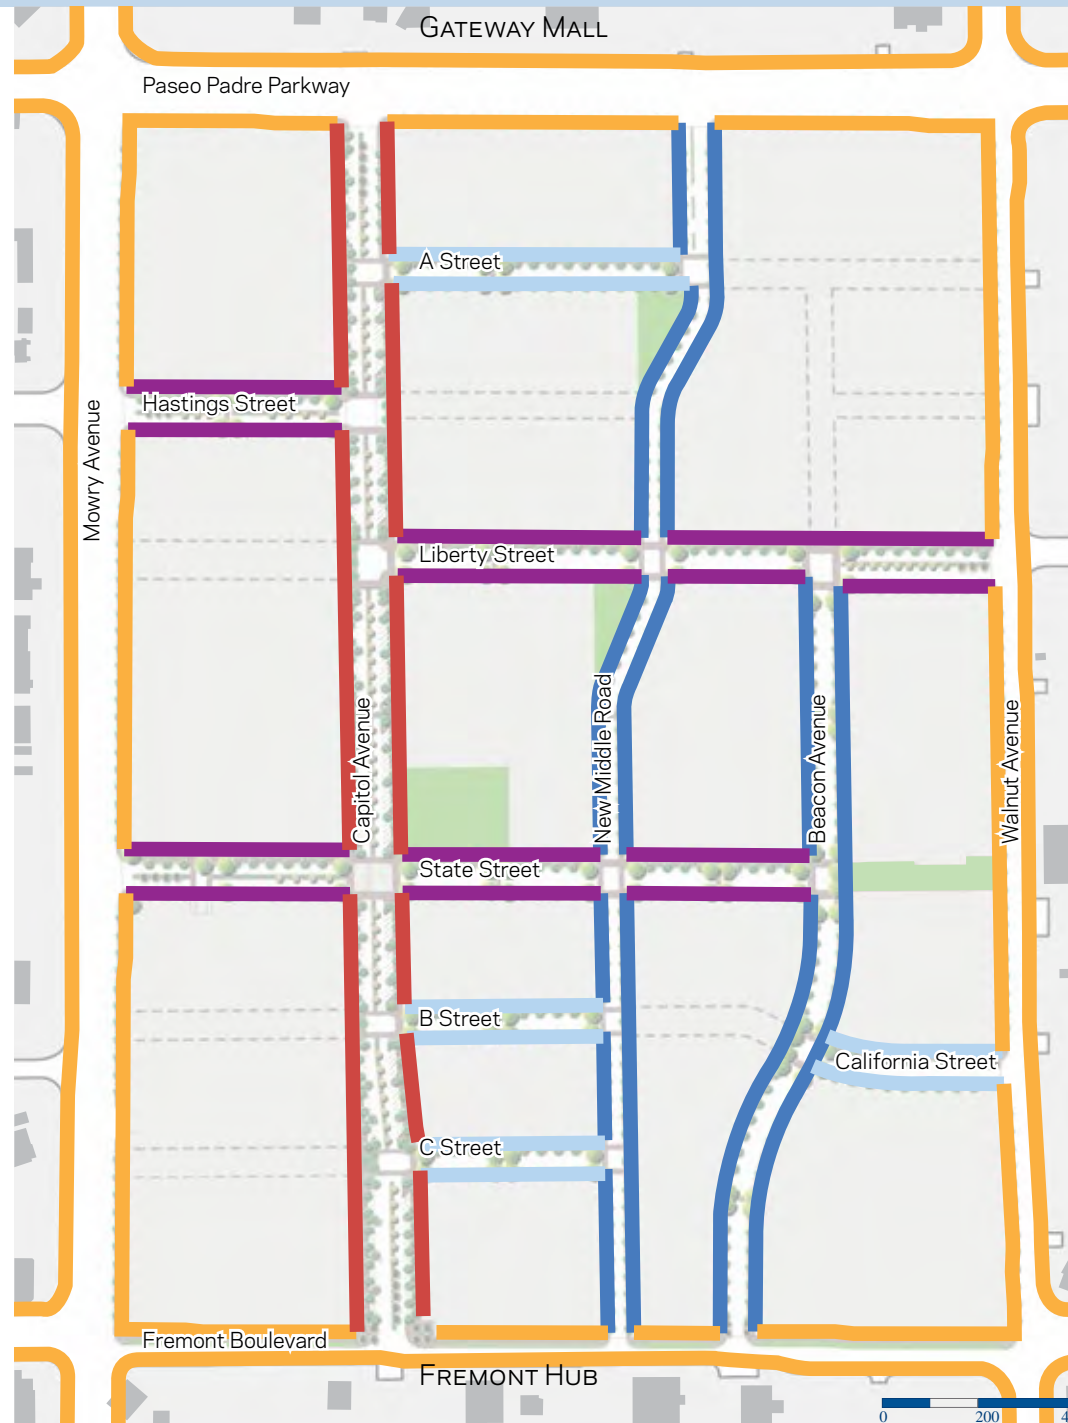 GATEWAY MALL
Paseo Padre Parkway
A Street
Hastings Street
Mowry Avenue
Liberty Street
Capitol Avenue
New Middle Road
Beacon Avenue
Walnut Avenue
State Street
B Street
California Street
C Street
Fremont Boulevard
FREMONT HUB
0 200 4